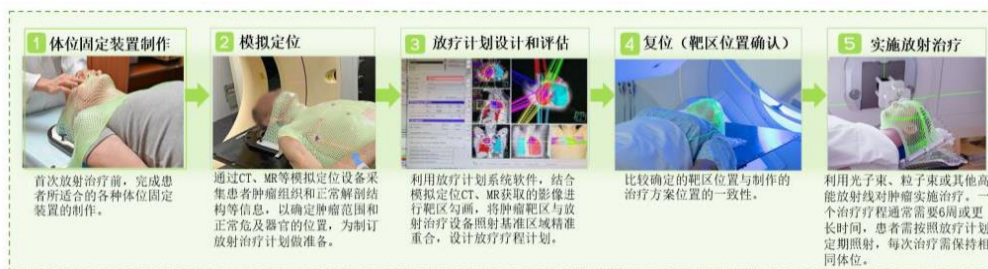 1 体位固定装置制作
首次放射治疗前，完成患
者所适合的各种体位固定
装置的制作。
2 模拟定位
通过CT、MR等模拟定位设备采
集患者肿瘤组织和正常解剖结
构等信息，以确定肿瘤范围和
正常危及器官的位置，为制订
放射治疗计划做准备。
3 放疗计划设计和评估
利用放疗计划系统软件，结合
模拟定位CT、MR获取的影像进
行靶区勾画，将肿瘤靶区与放
射治疗设备照射基准区域精准
重合，设计放疗疗程计划。
4 复位（靶区位置确认）
比较确定的靶区位置与制作的
治疗方案位置的一致性。
5 实施放射治疗
利用光子束、粒子束或其他高
能放射线对肿瘤实施治疗。一
个治疗疗程通常需要6周或更
长时间，患者需按照放疗计划
定期照射，每次治疗需保持相
同体位。